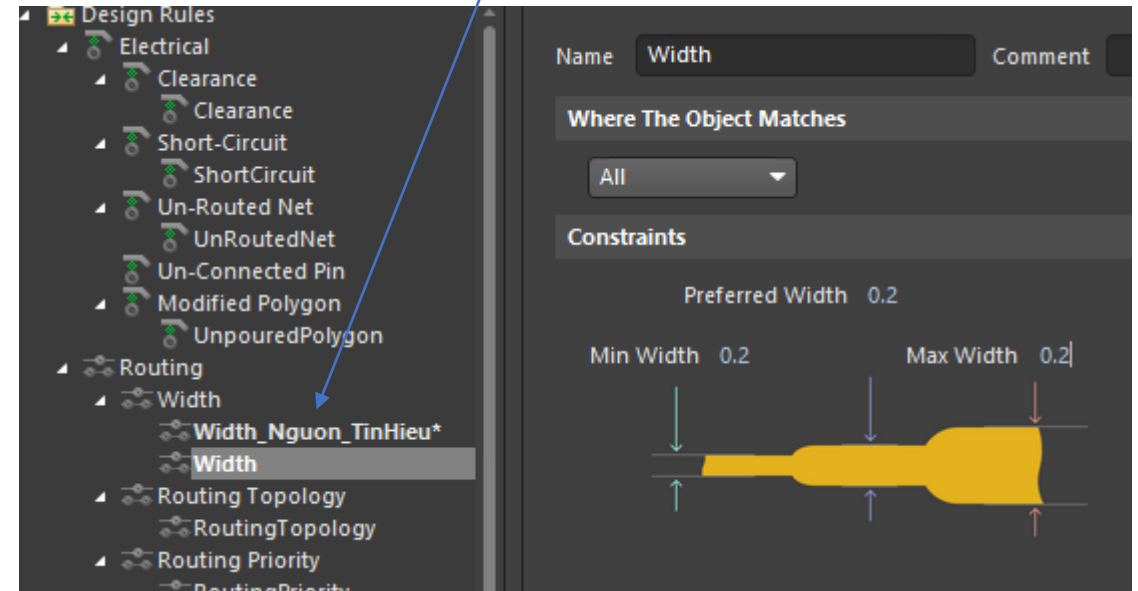 Design Rules
Electrical
Clearance
Clearance
Short-Circuit
ShortCircuit
Un-Routed Net
UnRoutedNet
Un-Connected Pin
Modified Polygon
UnpouredPolygon
Routing
Width
Width_Nguon_TinHieu*
Width
Routing Topology
RoutingTopology
Routing Priority
RoutingPriority
Name Width Comment
Where The Object Matches
All
Constraints
Preferred Width 0.2
Min Width 0.2 Max Width 0.2